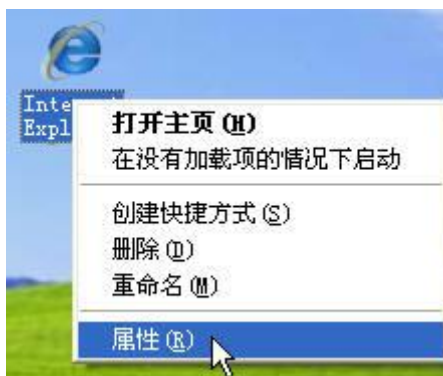 Inte
Expl
打开主页(H)
在没有加载项的情况下启动
创建快捷方式(S)
删除(D)
重命名(M)
属性(R)